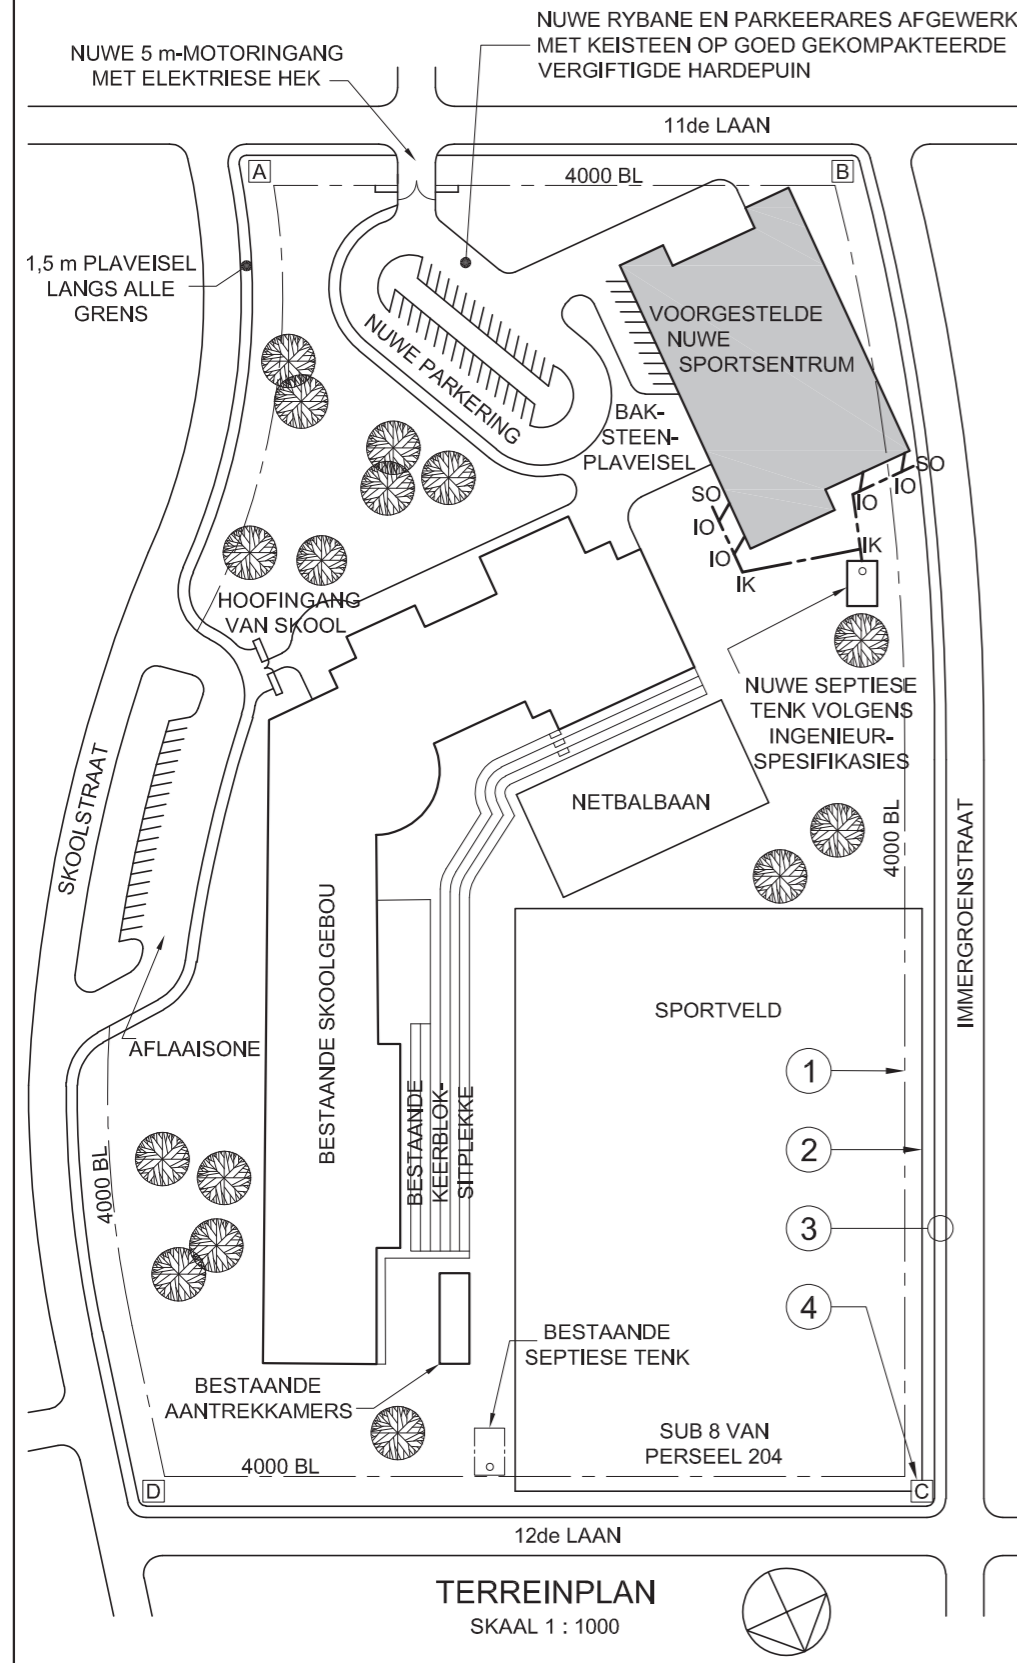 NUWE RYBANE EN PARKEERARES AFGEWERK
MET KEISTEEN OP GOED GEKOMPAKTEERDE
VERGIFTIGDE HARDEPUIN
NUWE 5 m-MOTORINGANG
MET ELEKTRIESE HEK
11de LAAN
A
4000 BL
B
1,5 m PLAVEISEL
LANGS ALLE
GRENS
NUWE PARKERING
VOORGESTELDE
NUWE
SPORTSENTRUM
BAK-
STEEN-
PLAVEISEL
SO
IO
IO
IK
SO
IO
IO
IK
HOOFINGANG
VAN SKOOL
NUWE SEPTIESE
TENK VOLGENS
INGENIEUR-
SPESIFIKASIES
SKOOLSTRAAT
NETBALBAAN
4000 BL
IMMERGROENSTRAAT
BESTAANDE SKOOLGEBOU
SPORTVELD
AFLAAISONE
BESTAANDE
KEERBLOK-
SITPLEKKE
1
2
3
4
4000 BL
BESTAANDE
SEPTIESE TENK
BESTAANDE
AANTREKKAMERS
SUB 8 VAN
PERSEEL 204
4000 BL
D
C
12de LAAN
TERREINPLAN
SKAAL 1 : 1000